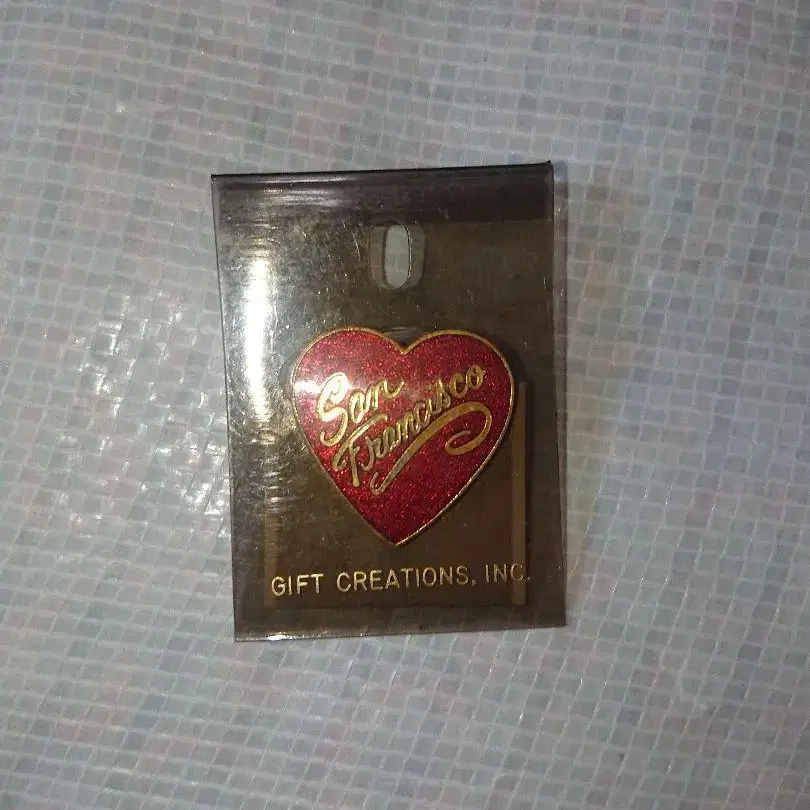 San
Francisco
GIFT CREATIONS, INC.